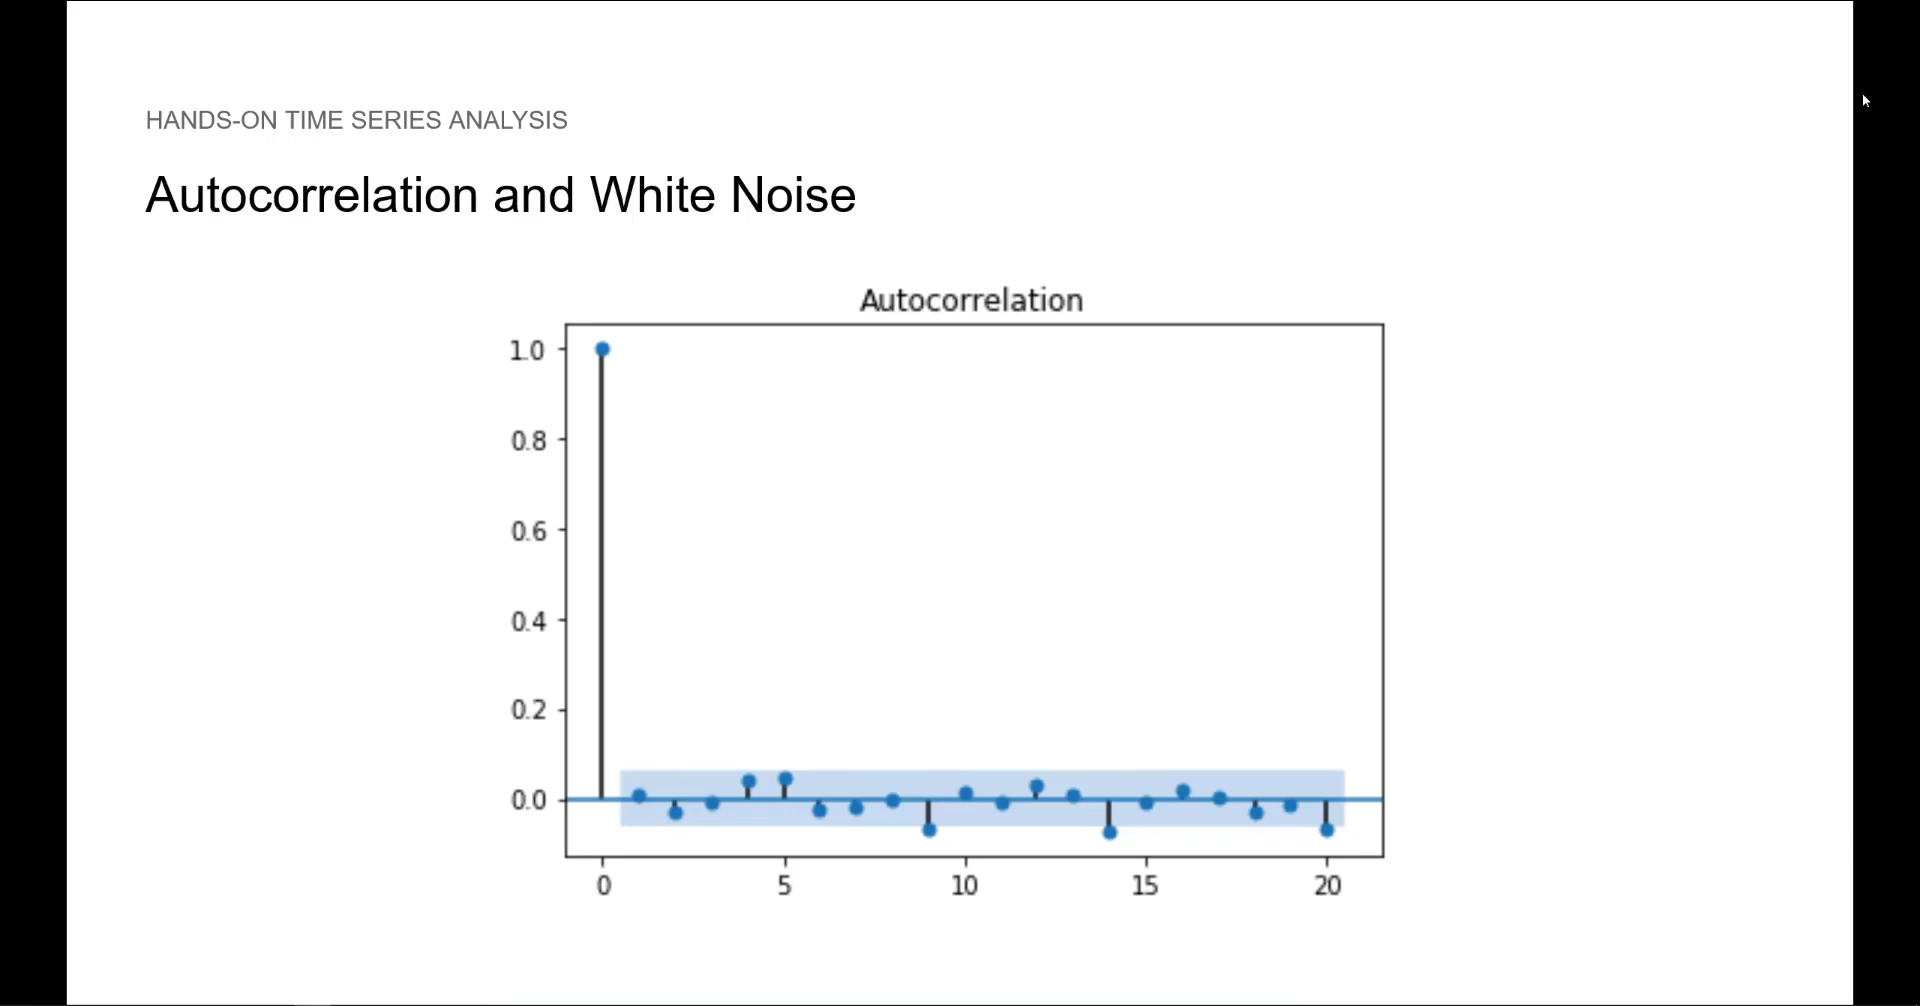 HANDS-ON TIME SERIES ANALYSIS
Autocorrelation and White Noise
Autocorrelation
1.0
0.8
0.6
0.4
0.2
0.0
0 5 10 15 20